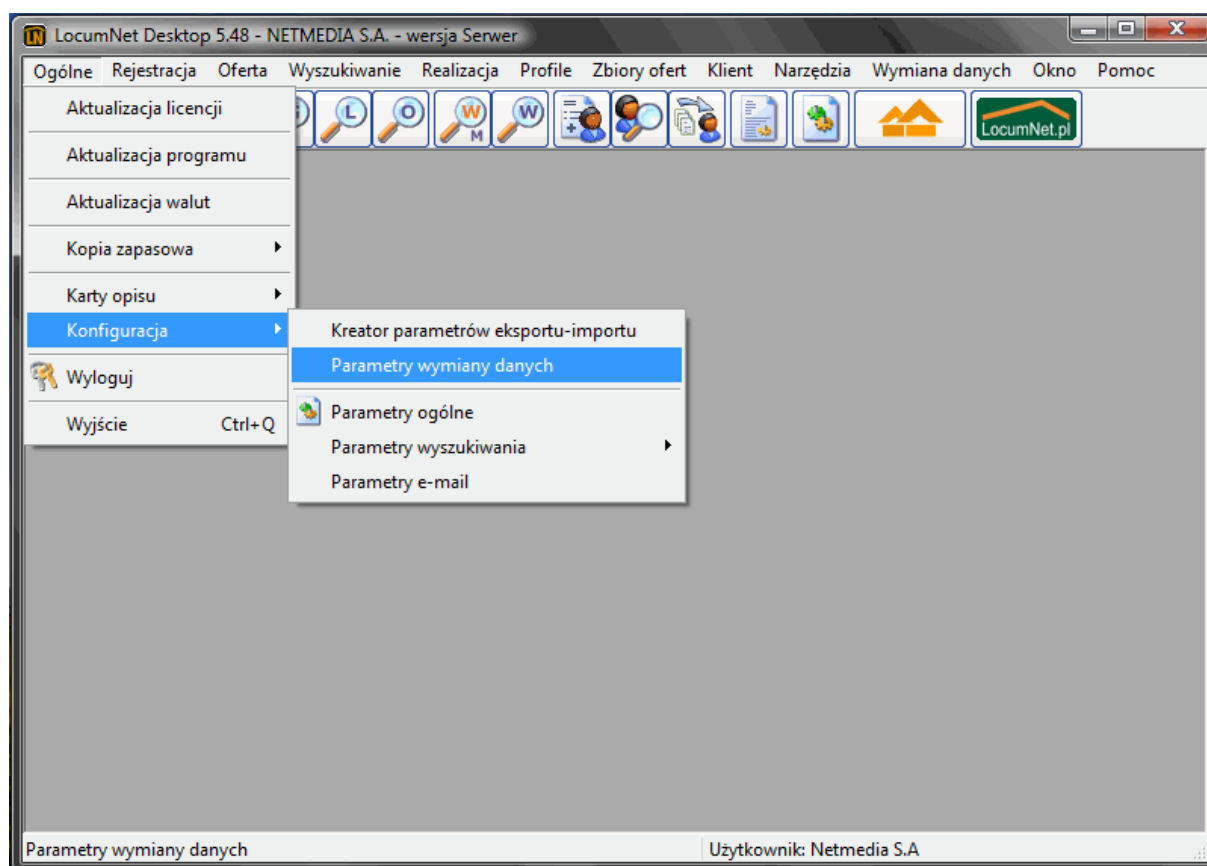 LocumNet Desktop 5.48 - NETMEDIA S.A. - wersja Serwer
Ogólne Rejestracja Oferta Wyszukiwanie Realizacja Profile Zbiory ofert Klient Narzędzia Wymiana danych Okno Pomoc
L O W M W LocumNet.pl
Aktualizacja licencji
Aktualizacja programu
Aktualizacja walut
Kopia zapasowa
Karty opisu
Konfiguracja
Wyloguj
Wyjście Ctrl+Q
Kreator parametrów eksportu-importu
Parametry wymiany danych
Parametry ogólne
Parametry wyszukiwania
Parametry e-mail
Parametry wymiany danych Użytkownik: Netmedia S.A